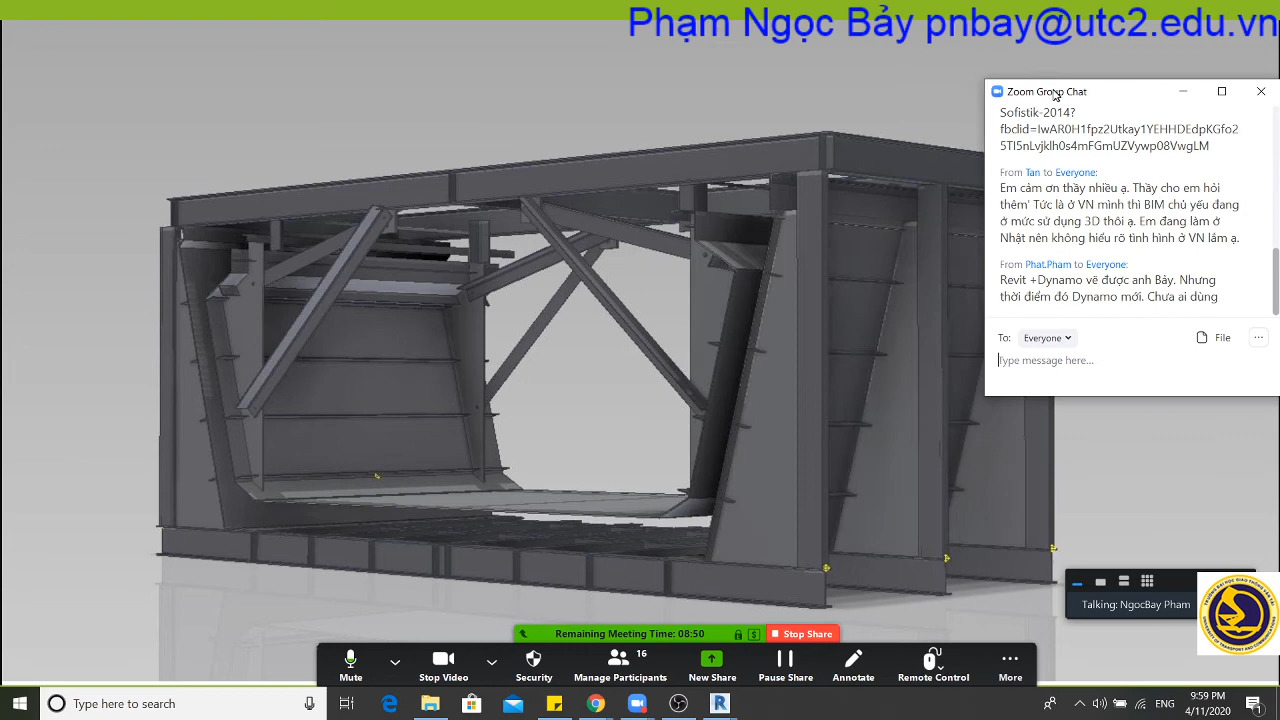 Phạm Ngọc Bảy pnbay@utc2.edu.vn
Zoom Group Chat
Sofistik-2014?
fbclid=IwAR0H1fpz2Utkay1YEHHDEdpKGfo2
5TI5nLvjklh0s4mFGmUZVywp08VwgLM
From Tan to Everyone:
Em cảm ơn thầy nhiều ạ. Thầy cho em hỏi
thêm' Tức là ở VN mình thì BIM chủ yếu đang
ở mức sử dụng 3D thôi ạ. Em đang làm ở
Nhật nên không hiểu rõ tình hình ở VN lắm ạ.
From Phat.Pham to Everyone:
Revit +Dynamo vẽ được anh Bảy. Nhưng
thời điểm đó Dynamo mới. Chưa ai dùng
To: Everyone
File
Type message here...
Talking: NgocBay Pham
Remaining Meeting Time: 08:50
Stop Share
16
Mute
Stop Video
Security
Manage Participants
New Share
Pause Share
Annotate
Remote Control
More
Type here to search
ENG
9:59 PM
4/11/2020